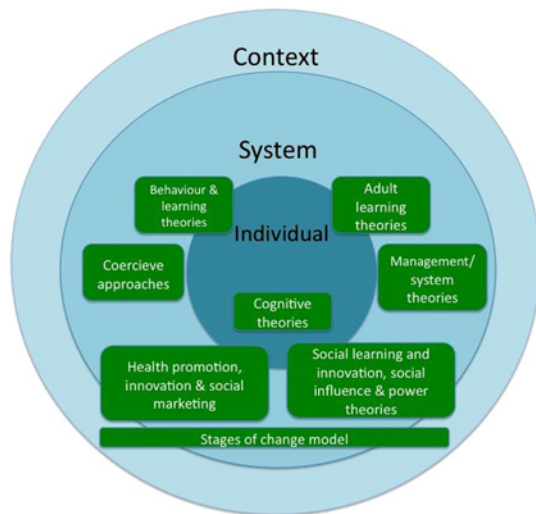 Context
System
Behaviour &
learning
theories
Adult
learning
theories
Individual
Coercieve
approaches
Management/
system
theories
Cognitive
theories
Health promotion,
innovation & social
marketing
Social learning and
innovation, social
influence & power
theories
Stages of change model